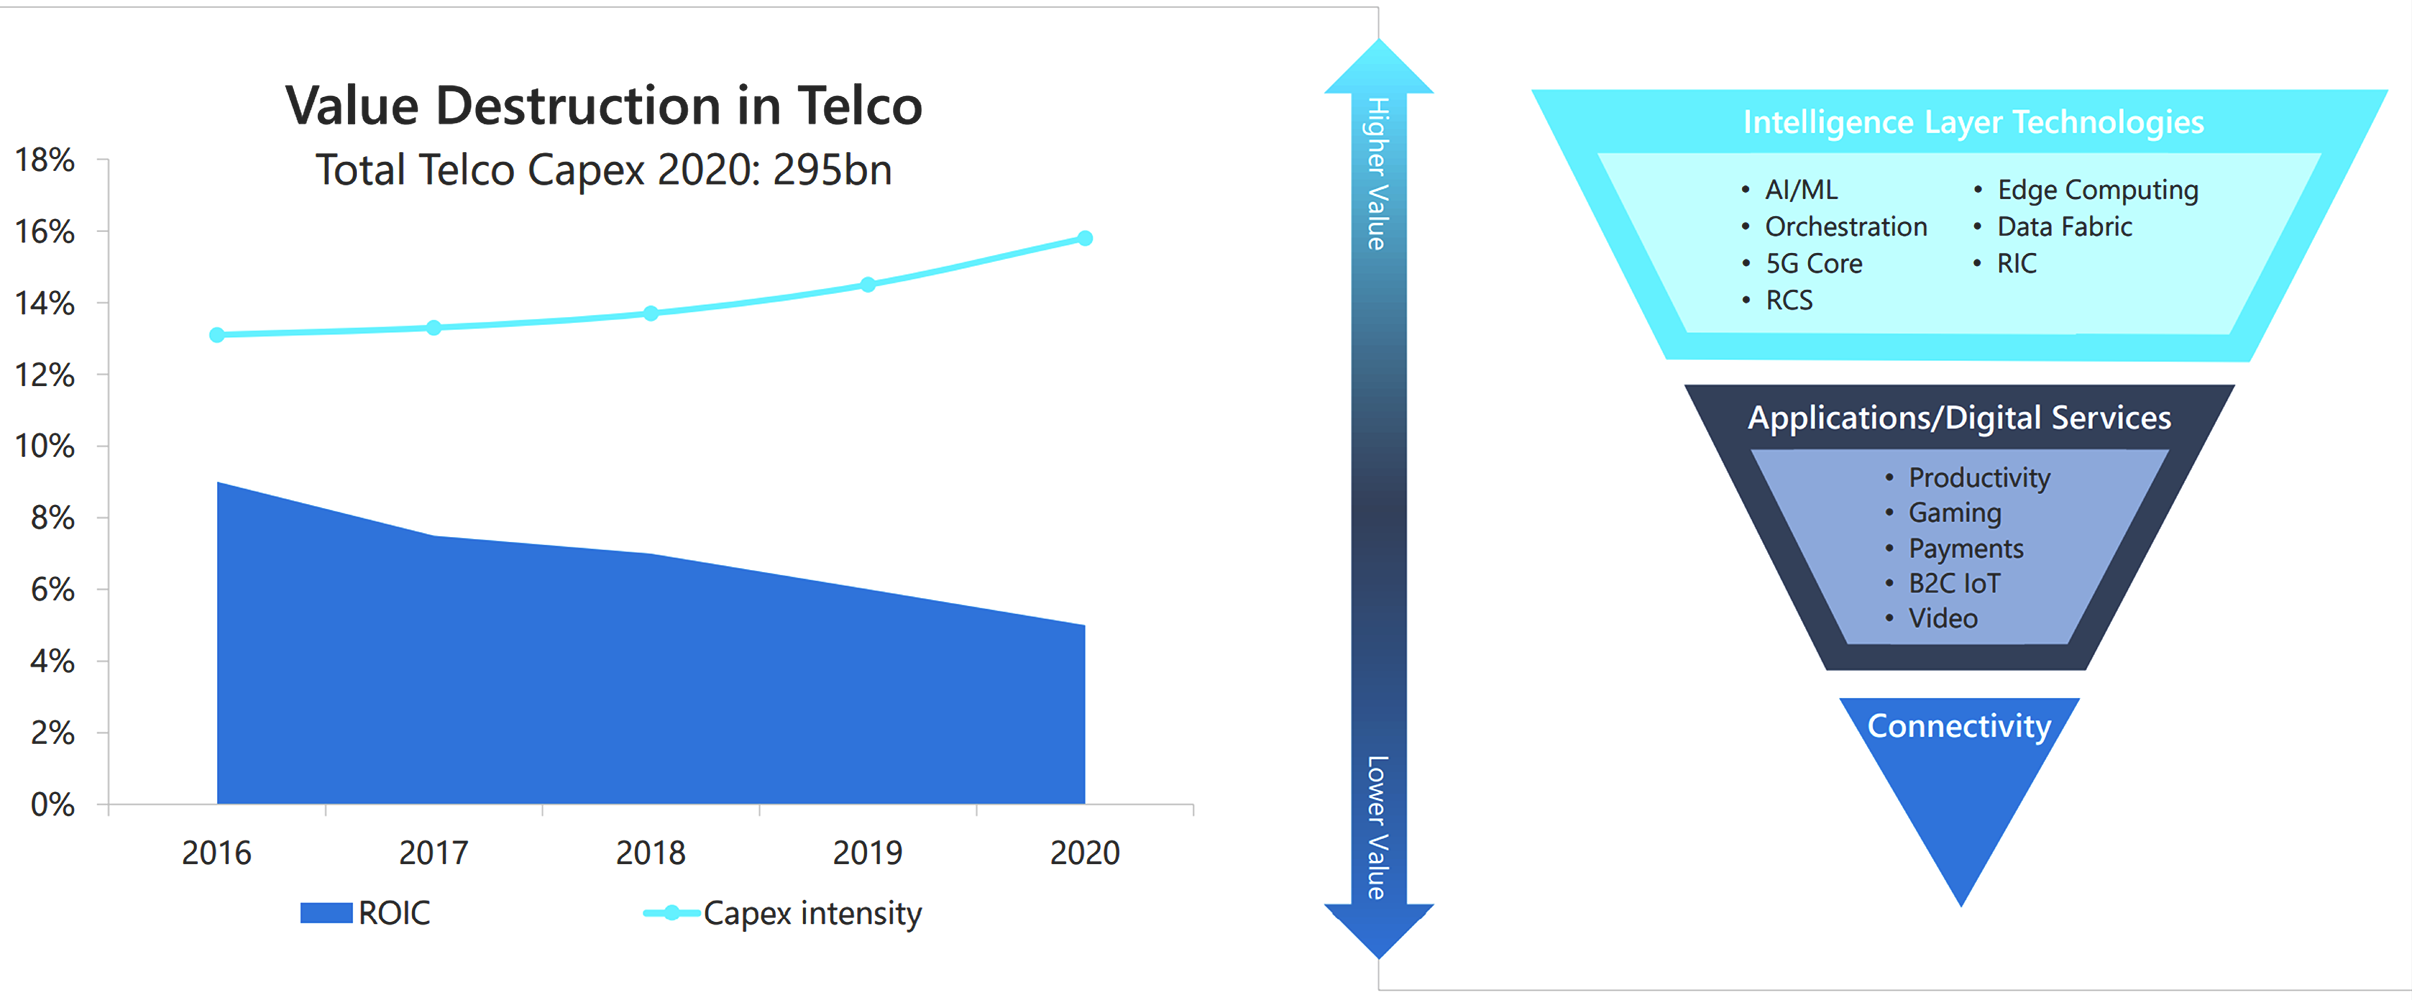 Value Destruction in Telco
Total Telco Capex 2020: 295bn
18%
16%
14%
12%
10%
8%
6%
4%
2%
0%
2016 2017 2018 2019 2020
ROIC Capex intensity
Higher Value
Lower Value
Intelligence Layer Technologies
• AI/ML
• Orchestration
• 5G Core
• RCS
• Edge Computing
• Data Fabric
• RIC
Applications/Digital Services
• Productivity
• Gaming
• Payments
• B2C IoT
• Video
Connectivity